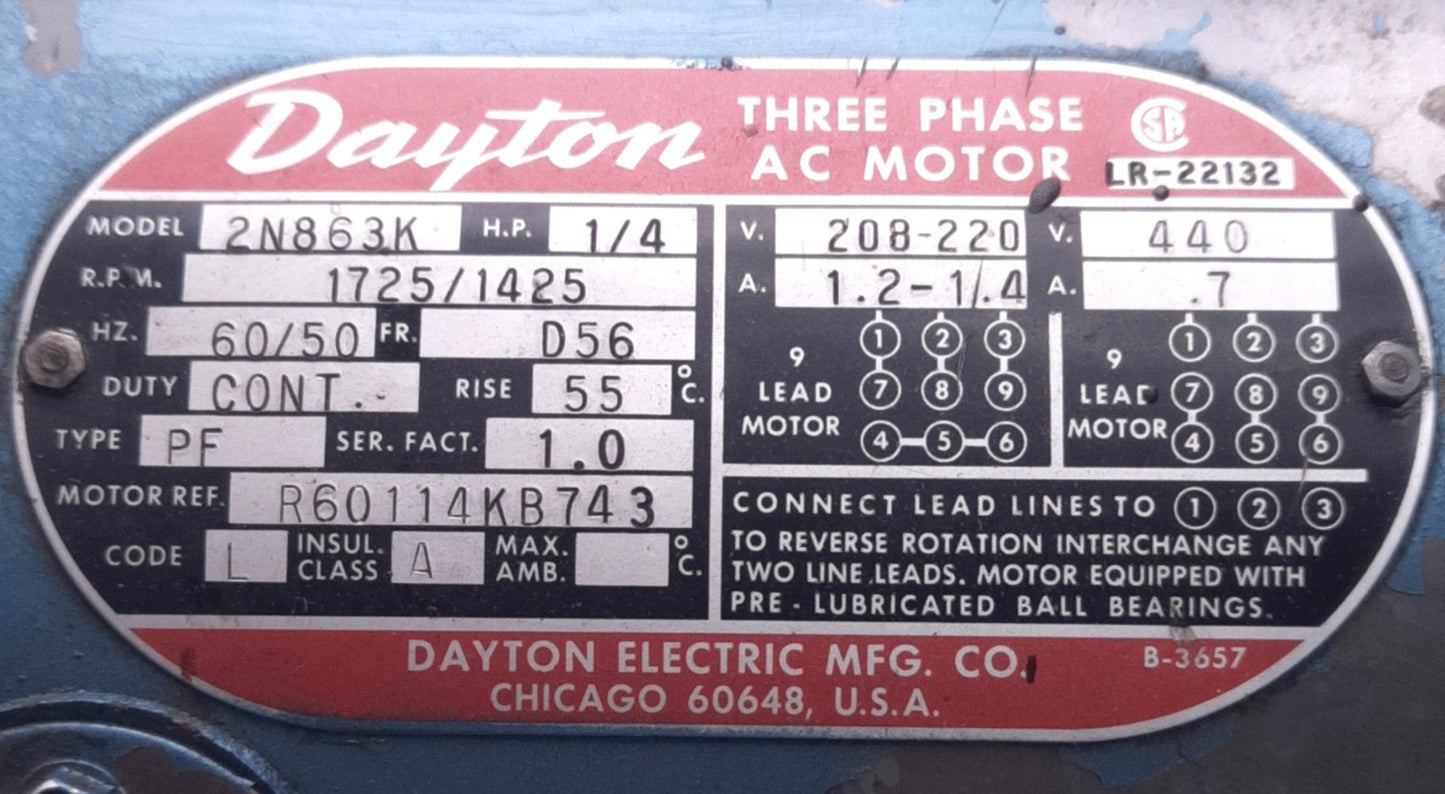 Dayton
THREE PHASE
AC MOTOR
LR-22132
MODEL 2N863K H.P. 1/4
R.P.M. 1725/1425
HZ. 60/50 FR. D56
DUTY CONT. RISE 55 °C.
TYPE PF SER. FACT. 1.0
MOTOR REF. R60114KB743
CODE L INSUL. CLASS A MAX. AMB. °C.
V. 208-220 V. 440
A. 1.2-1.4 A. .7
9 LEAD MOTOR
1 2 3
7 8 9
4-5-6
9 LEAD MOTOR
1 2 3
7 8 9
4 5 6
CONNECT LEAD LINES TO 1 2 3
TO REVERSE ROTATION INTERCHANGE ANY
TWO LINE LEADS. MOTOR EQUIPPED WITH
PRE-LUBRICATED BALL BEARINGS.
DAYTON ELECTRIC MFG. CO.
B-3657
CHICAGO 60648, U.S.A.